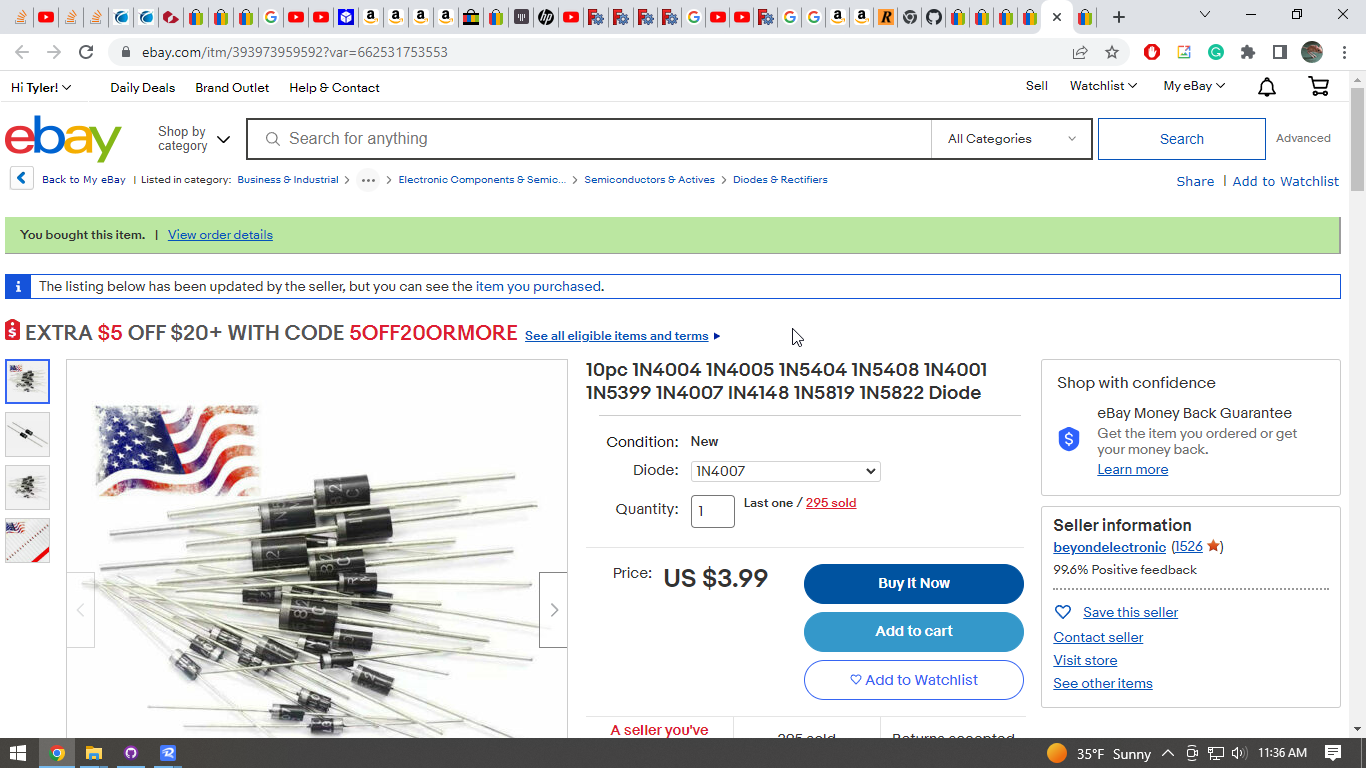 ebay.com/itm/393973959592?var=662531753553
Hi Tyler! Daily Deals Brand Outlet Help & Contact Sell Watchlist My eBay
ebay Shop by category Search for anything All Categories Search Advanced
Back to My eBay | Listed in category: Business & Industrial > ••• > Electronic Components & Semic... > Semiconductors & Actives > Diodes & Rectifiers Share | Add to Watchlist
You bought this item. | View order details
i The listing below has been updated by the seller, but you can see the item you purchased.
EXTRA $5 OFF $20+ WITH CODE 5OFF20ORMORE See all eligible items and terms
10pc 1N4004 1N4005 1N5404 1N5408 1N4001
1N5399 1N4007 IN4148 1N5819 1N5822 Diode
Condition: New
Diode: 1N4007
Quantity: 1 Last one / 295 sold
Price: US $3.99
Buy It Now
Add to cart
Add to Watchlist
A seller you've 295 sold Returns accepted
Shop with confidence
eBay Money Back Guarantee
Get the item you ordered or get
your money back.
Learn more
Seller information
beyondelectronic (1526)
99.6% Positive feedback
Save this seller
Contact seller
Visit store
See other items
35°F Sunny 11:36 AM